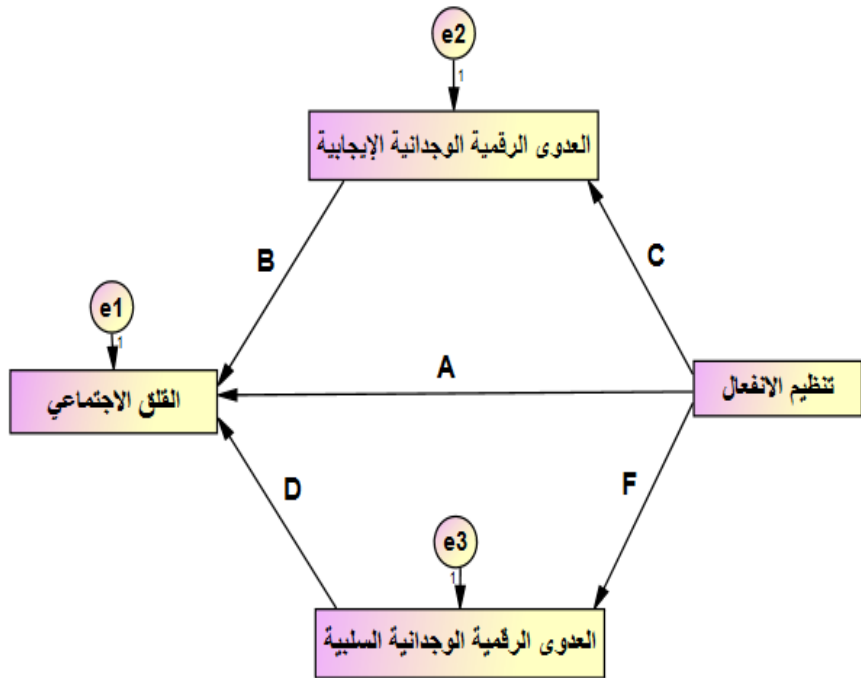 e2
1
العدوى الرقمية الوجدانية الإيجابية
B
C
e1
1
A
القلق الاجتماعي
تنظيم الانفعال
D
F
e3
1
العدوى الرقمية الوجدانية السلبية